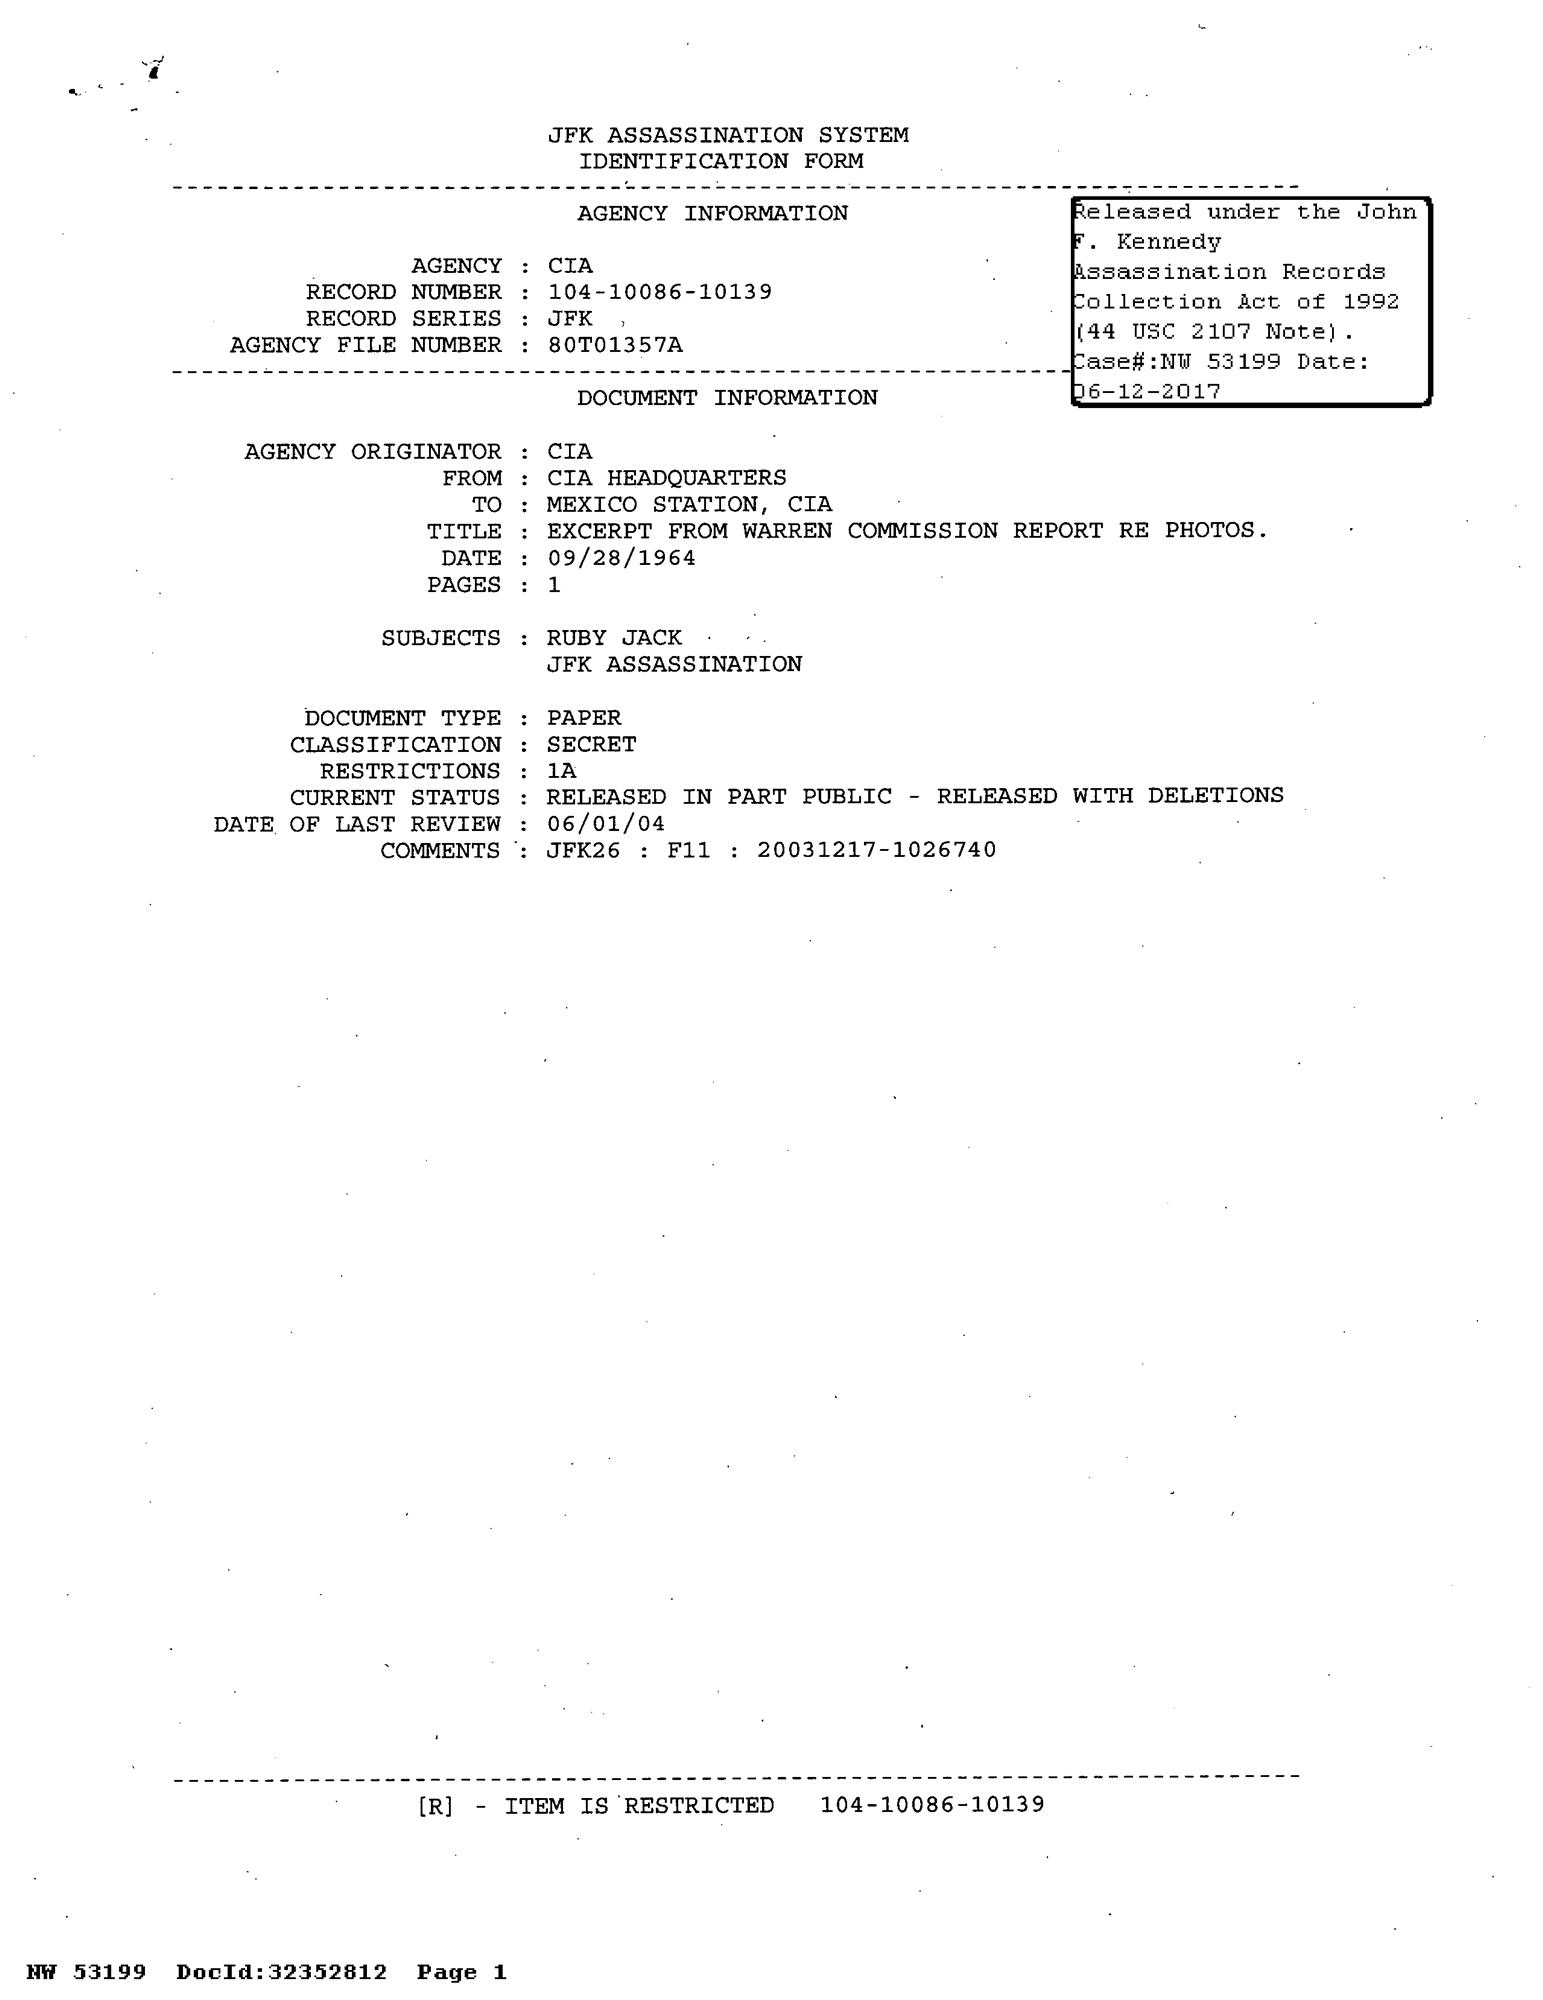 JFK ASSASSINATION SYSTEM
IDENTIFICATION FORM
AGENCY INFORMATION
AGENCY : CIA
RECORD NUMBER : 104-10086-10139
RECORD SERIES : JFK
AGENCY FILE NUMBER : 80T01357A
Released under the John
F. Kennedy
Assassination Records
Collection Act of 1992
(44 USC 2107 Note).
Case#:NW 53199 Date:
06-12-2017
DOCUMENT INFORMATION
AGENCY ORIGINATOR : CIA
FROM : CIA HEADQUARTERS
TO : MEXICO STATION, CIA
TITLE : EXCERPT FROM WARREN COMMISSION REPORT RE PHOTOS.
DATE : 09/28/1964
PAGES : 1
SUBJECTS : RUBY JACK
JFK ASSASSINATION
DOCUMENT TYPE : PAPER
CLASSIFICATION : SECRET
RESTRICTIONS : 1A
CURRENT STATUS : RELEASED IN PART PUBLIC - RELEASED WITH DELETIONS
DATE OF LAST REVIEW : 06/01/04
COMMENTS : JFK26 : F11 : 20031217-1026740
[R] - ITEM IS RESTRICTED 104-10086-10139
NW 53199 DocId:32352812 Page 1